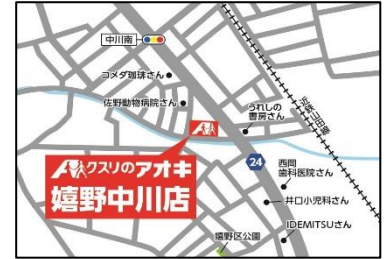 中川南
コメダ珈琲さん
佐野動物病院さん
うれしの
書房さん
近鉄山田線
クスリのアオキ
嬉野中川店
24
西岡
歯科医院さん
井口小児科さん
IDEMITSUさん
嬉野区公園